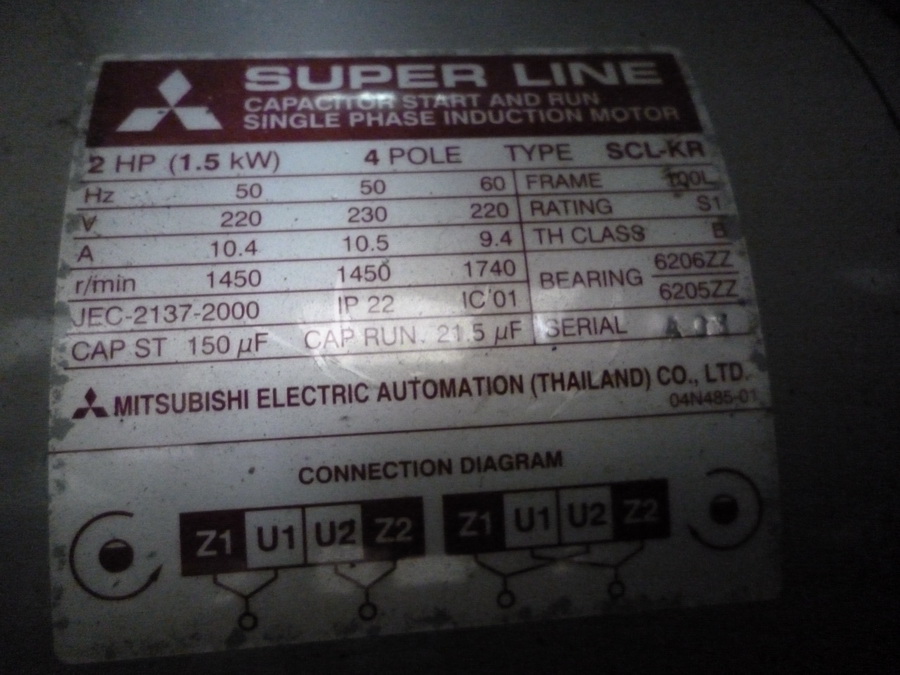 SUPER LINE
CAPACITOR START AND RUN
SINGLE PHASE INDUCTION MOTOR
2 HP (1.5 kW) 4 POLE TYPE SCL-KR
Hz 50 50 60 FRAME 100L
V 220 230 220 RATING S1
A 10.4 10.5 9.4 TH CLASS B
r/min 1450 1450 1740 BEARING 6206ZZ
6205ZZ
JEC-2137-2000 IP 22 IC 01
CAP ST 150 µF CAP RUN. 21.5 µF SERIAL
MITSUBISHI ELECTRIC AUTOMATION (THAILAND) CO., LTD.
04N485-01
CONNECTION DIAGRAM
Z1 U1 U2 Z2 Z1 U1 U2 Z2